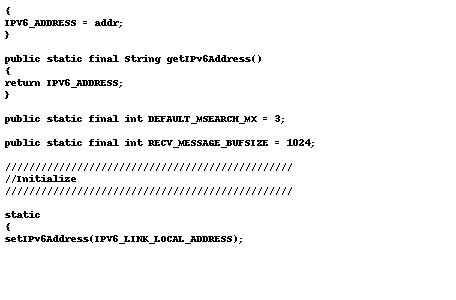 {
IPV6_ADDRESS = addr;
}
public static final String getIPv6Address()
{
return IPV6_ADDRESS;
}
public static final int DEFAULT_MSEARCH_MX = 3;
public static final int RECV_MESSAGE_BUFSIZE = 1024;
////////////////////////////////////////////////
//Initialize
////////////////////////////////////////////////
static
{
setIPv6Address(IPV6_LINK_LOCAL_ADDRESS);